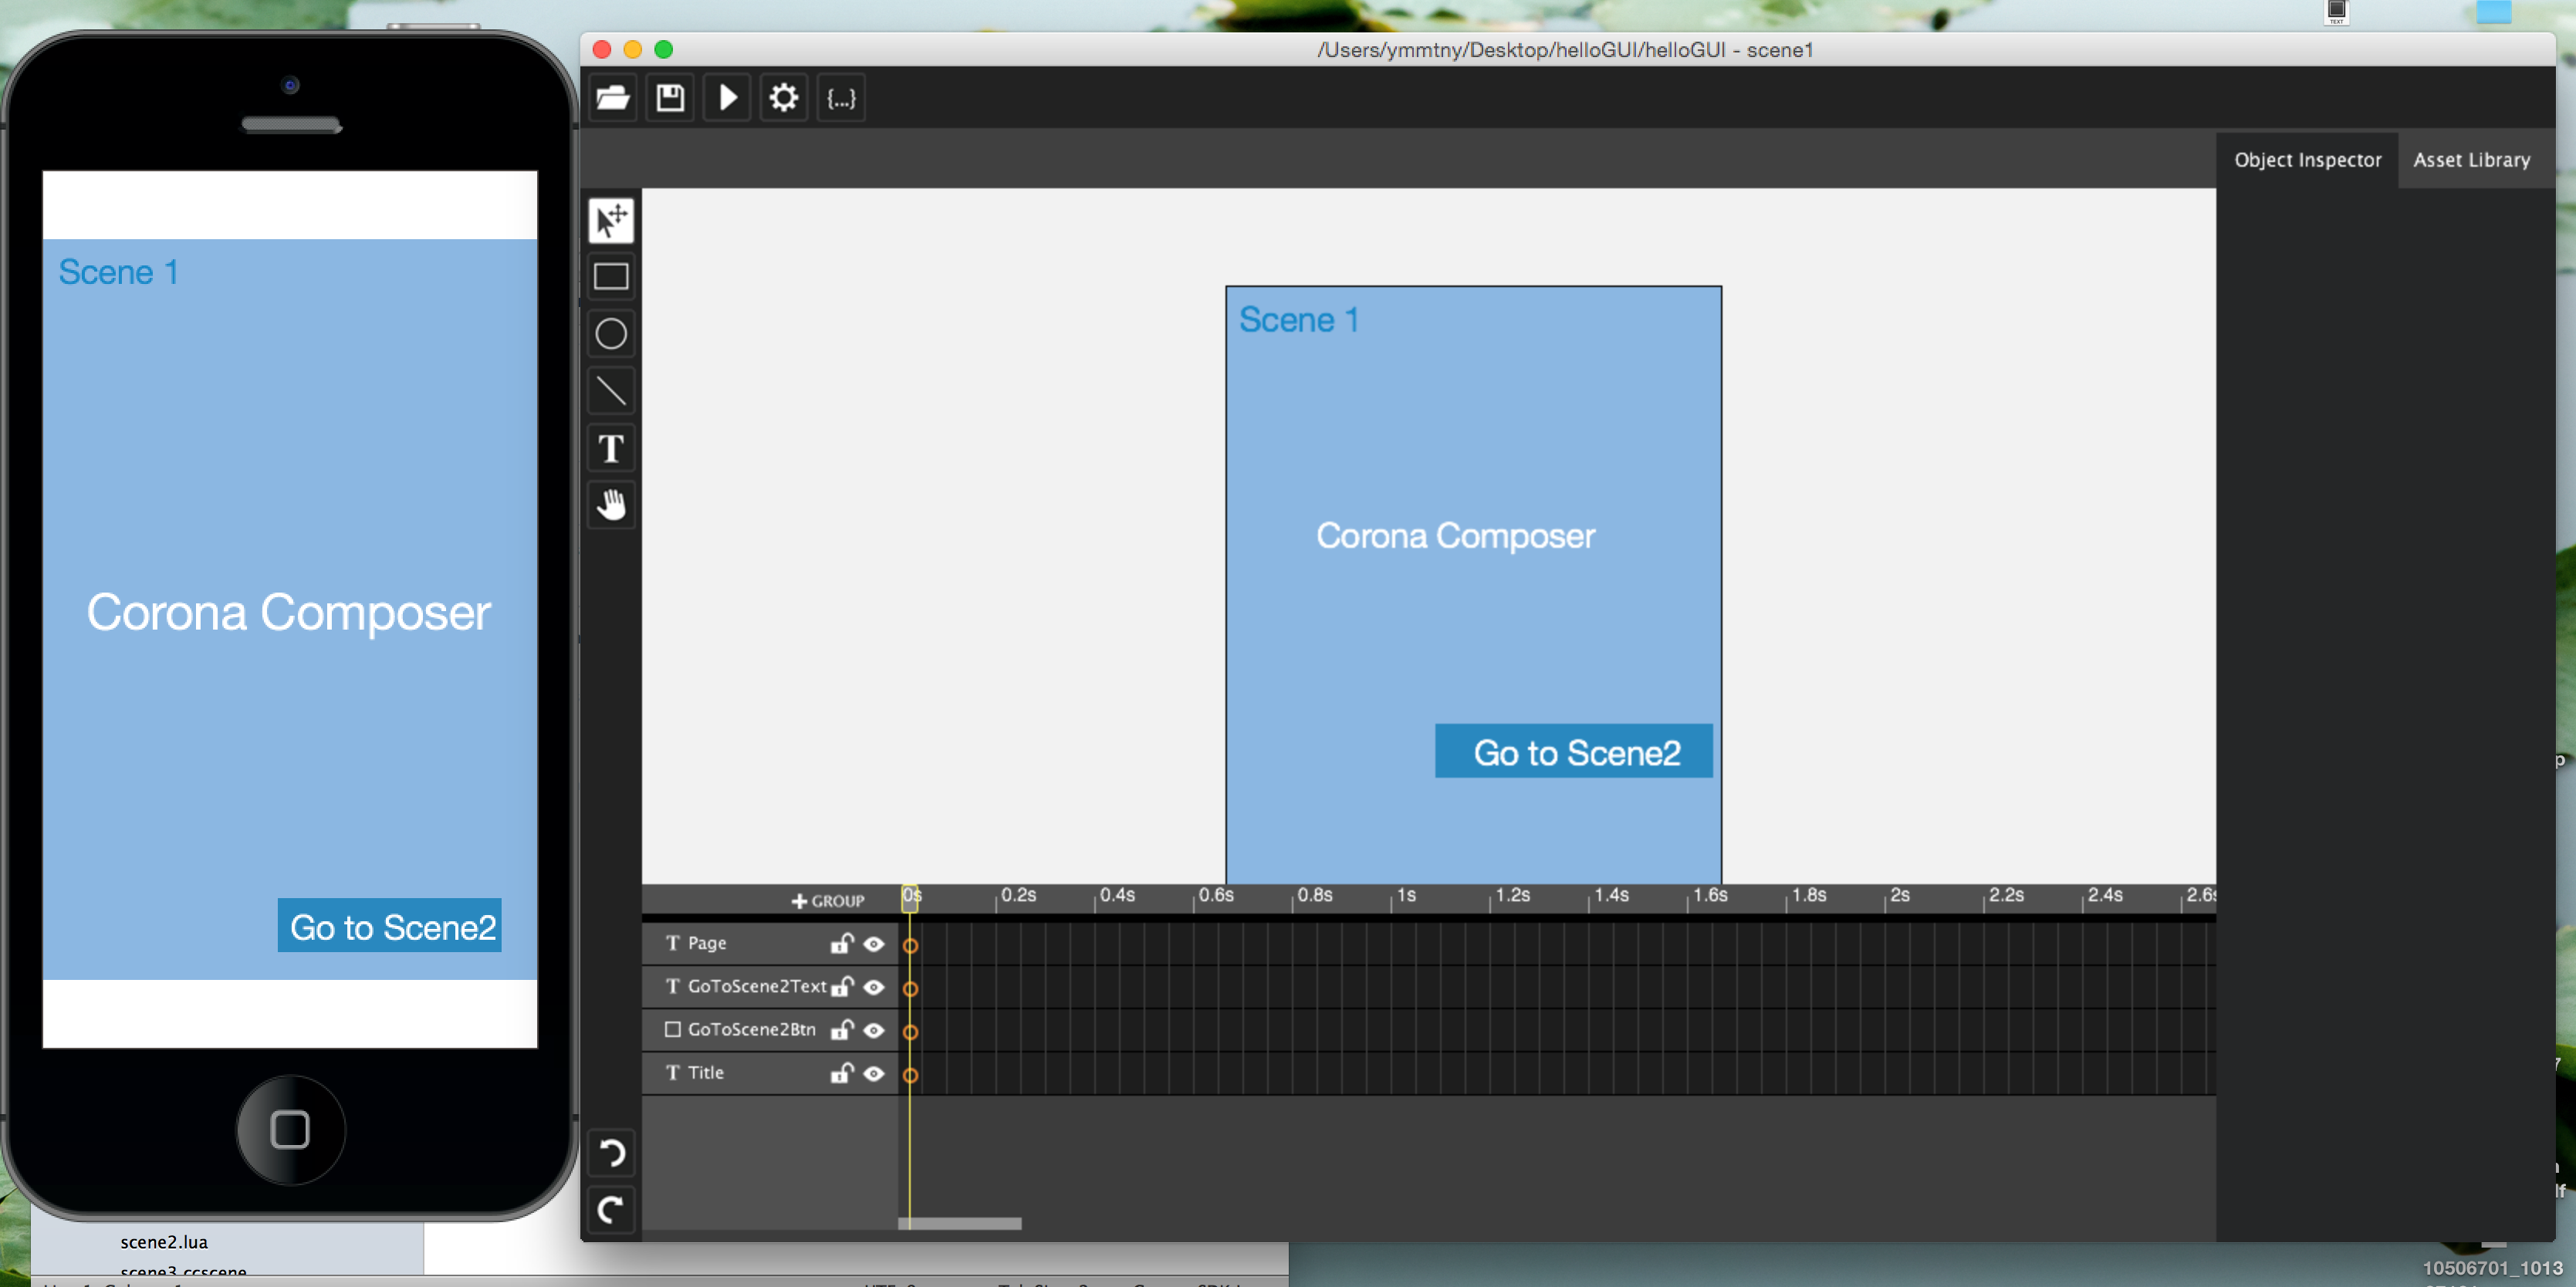 TEXT
/Users/ymmtny/Desktop/helloGUI/helloGUI - scene1
{...}
Object Inspector
Asset Library
Scene 1
Corona Composer
Go to Scene2
T
Scene 1
Corona Composer
Go to Scene2
GROUP
0s 0.2s 0.4s 0.6s 0.8s 1s 1.2s 1.4s 1.6s 1.8s 2s 2.2s 2.4s 2.6s
T Page
T GoToScene2Text
GoToScene2Btn
T Title
scene2.lua
scene3.ccscene
10506701_1013